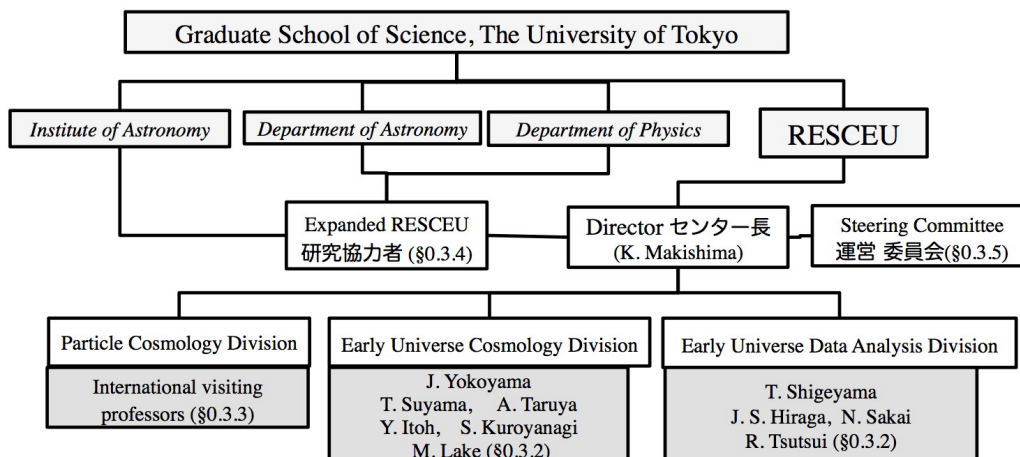 Graduate School of Science, The University of Tokyo
Institute of Astronomy
Department of Astronomy
Department of Physics
RESCEU
Expanded RESCEU
研究協力者 (§0.3.4)
Director センター長
(K. Makishima)
Steering Committee
運営 委員会(§0.3.5)
Particle Cosmology Division
International visiting
professors (§0.3.3)
Early Universe Cosmology Division
J. Yokoyama
T. Suyama, A. Taruya
Y. Itoh, S. Kuroyanagi
M. Lake (§0.3.2)
Early Universe Data Analysis Division
T. Shigeyama
J. S. Hiraga, N. Sakai
R. Tsutsui (§0.3.2)